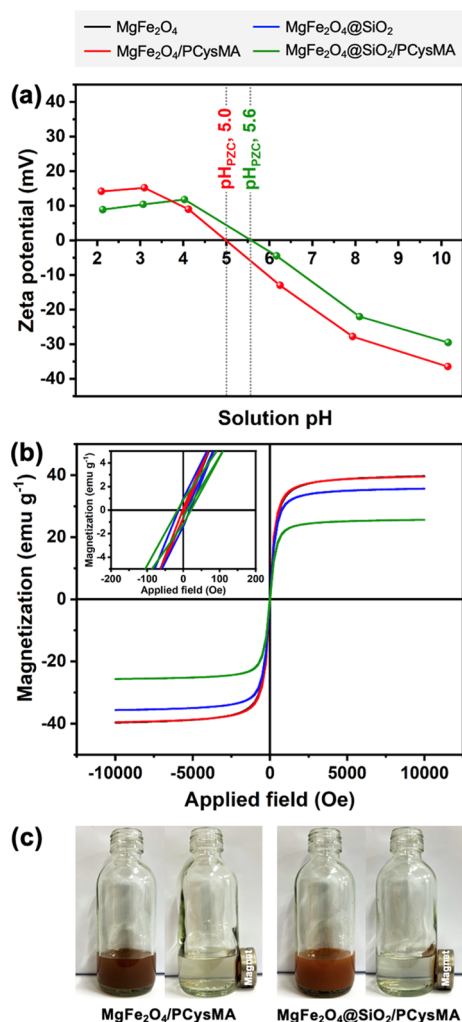 MgFe₂O₄ MgFe₂O₄@SiO₂
MgFe₂O₄/PCysMA MgFe₂O₄@SiO₂/PCysMA
(a)
40
30
20
10
0
-10
-20
-30
-40
Zeta potential (mV)
pH_PZC, 5.0
pH_PZC, 5.6
2 3 4 5 6 7 8 9 10
Solution pH
(b)
40
20
0
-20
-40
Magnetization (emu g⁻¹)
4
2
0
-2
-4
Magnetization (emu g⁻¹)
-200 -100 0 100 200
Applied field (Oe)
-10000 -5000 0 5000 10000
Applied field (Oe)
(c)
Magnet
Magnet
MgFe₂O₄/PCysMA MgFe₂O₄@SiO₂/PCysMA